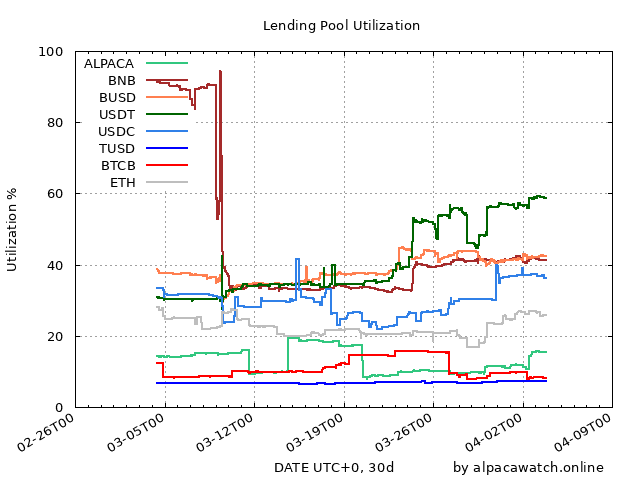 Lending Pool Utilization
100
80
60
40
20
0
Utilization %
ALPACA
BNB
BUSD
USDT
USDC
TUSD
BTCB
ETH
02-26T00
03-05T00
03-12T00
03-19T00
03-26T00
04-02T00
04-09T00
DATE UTC+0, 30d
by alpacawatch.online